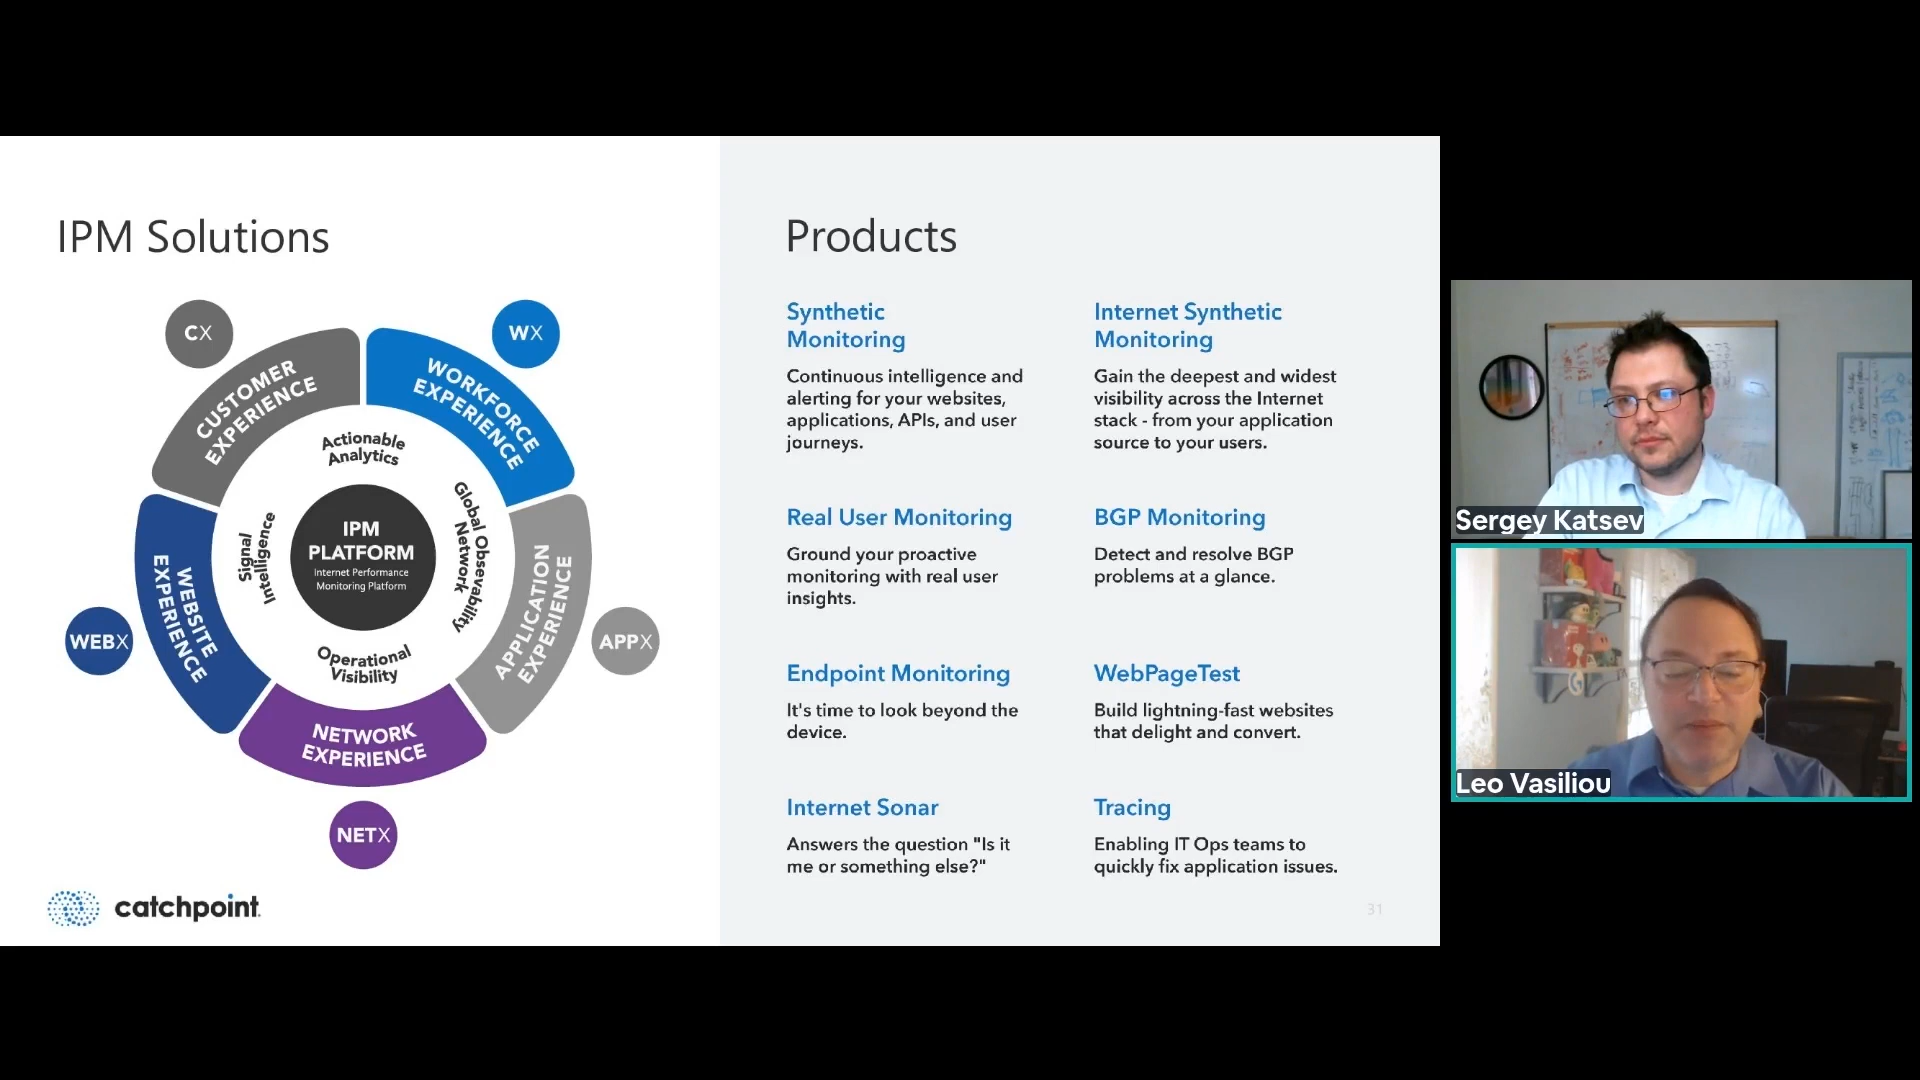 IPM Solutions
CX
WX
CUSTOMER
EXPERIENCE
WORKFORCE
EXPERIENCE
Actionable
Analytics
Signal
Intelligence
Global Obsevability
Network
IPM
PLATFORM
Internet Performance
Monitoring Platform
Operational
Visibility
WEBSITE
EXPERIENCE
APPLICATION
EXPERIENCE
WEBX
APPX
NETWORK
EXPERIENCE
NETX
catchpoint.
Products
Synthetic
Monitoring
Continuous intelligence and
alerting for your websites,
applications, APIs, and user
journeys.
Internet Synthetic
Monitoring
Gain the deepest and widest
visibility across the Internet
stack - from your application
source to your users.
Real User Monitoring
Ground your proactive
monitoring with real user
insights.
BGP Monitoring
Detect and resolve BGP
problems at a glance.
Endpoint Monitoring
It's time to look beyond the
device.
WebPageTest
Build lightning-fast websites
that delight and convert.
Internet Sonar
Answers the question "Is it
me or something else?"
Tracing
Enabling IT Ops teams to
quickly fix application issues.
31
Sergey Katsev
Leo Vasiliou